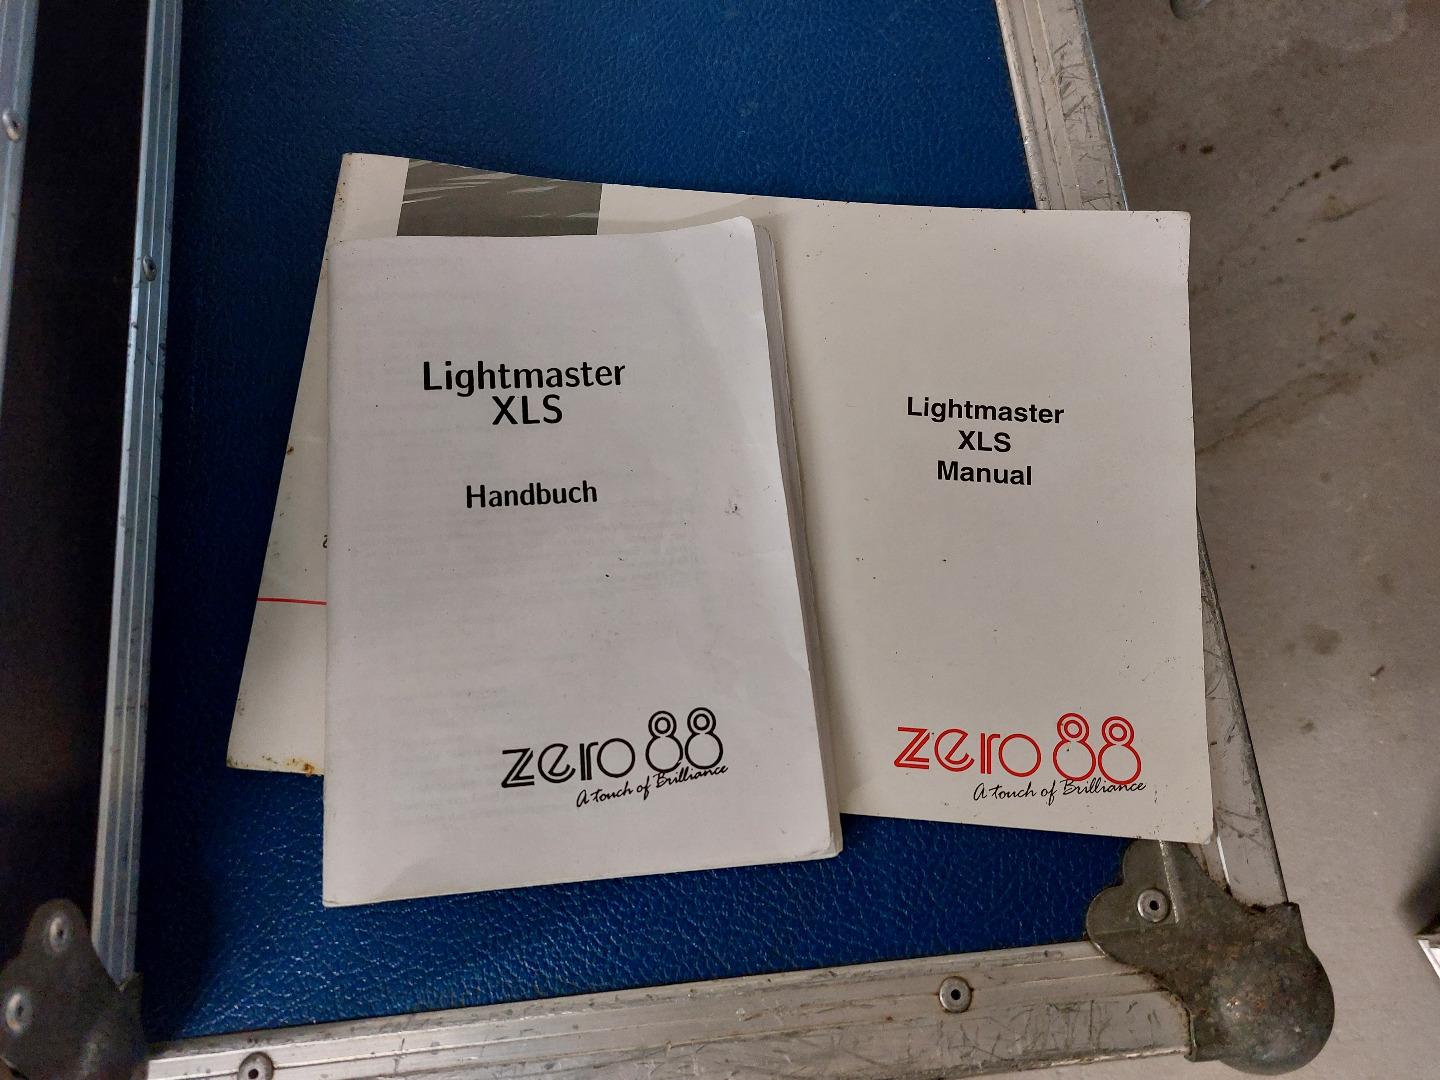 Lightmaster
XLS
Handbuch
zero 88
A touch of Brilliance
Lightmaster
XLS
Manual
zero 88
A touch of Brilliance